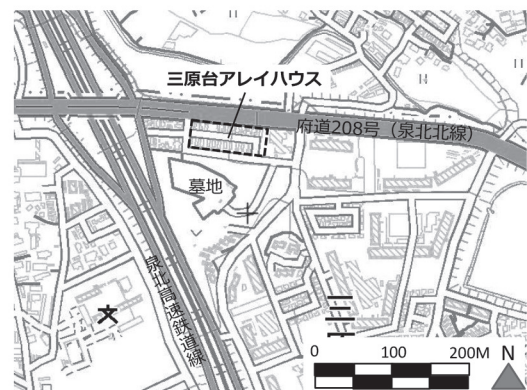 三原台アレイハウス
府道208号（泉北北線）
墓地
泉北高速鉄道線
文
三
0 100 200M N